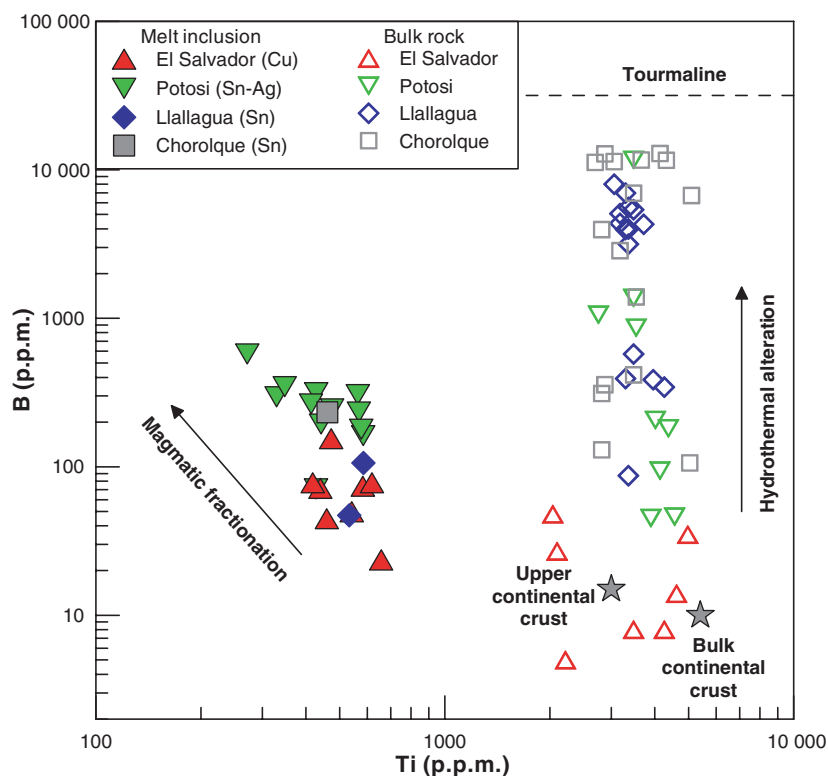 100 000
10 000
1000
100
10
B (p.p.m.)
Melt inclusion
El Salvador (Cu)
Potosi (Sn-Ag)
Llallagua (Sn)
Chorolque (Sn)
Bulk rock
El Salvador
Potosi
Llallagua
Chorolque
Tourmaline
Magmatic fractionation
Hydrothermal alteration
Upper
continental
crust
Bulk
continental
crust
100
1000
10 000
Ti (p.p.m.)